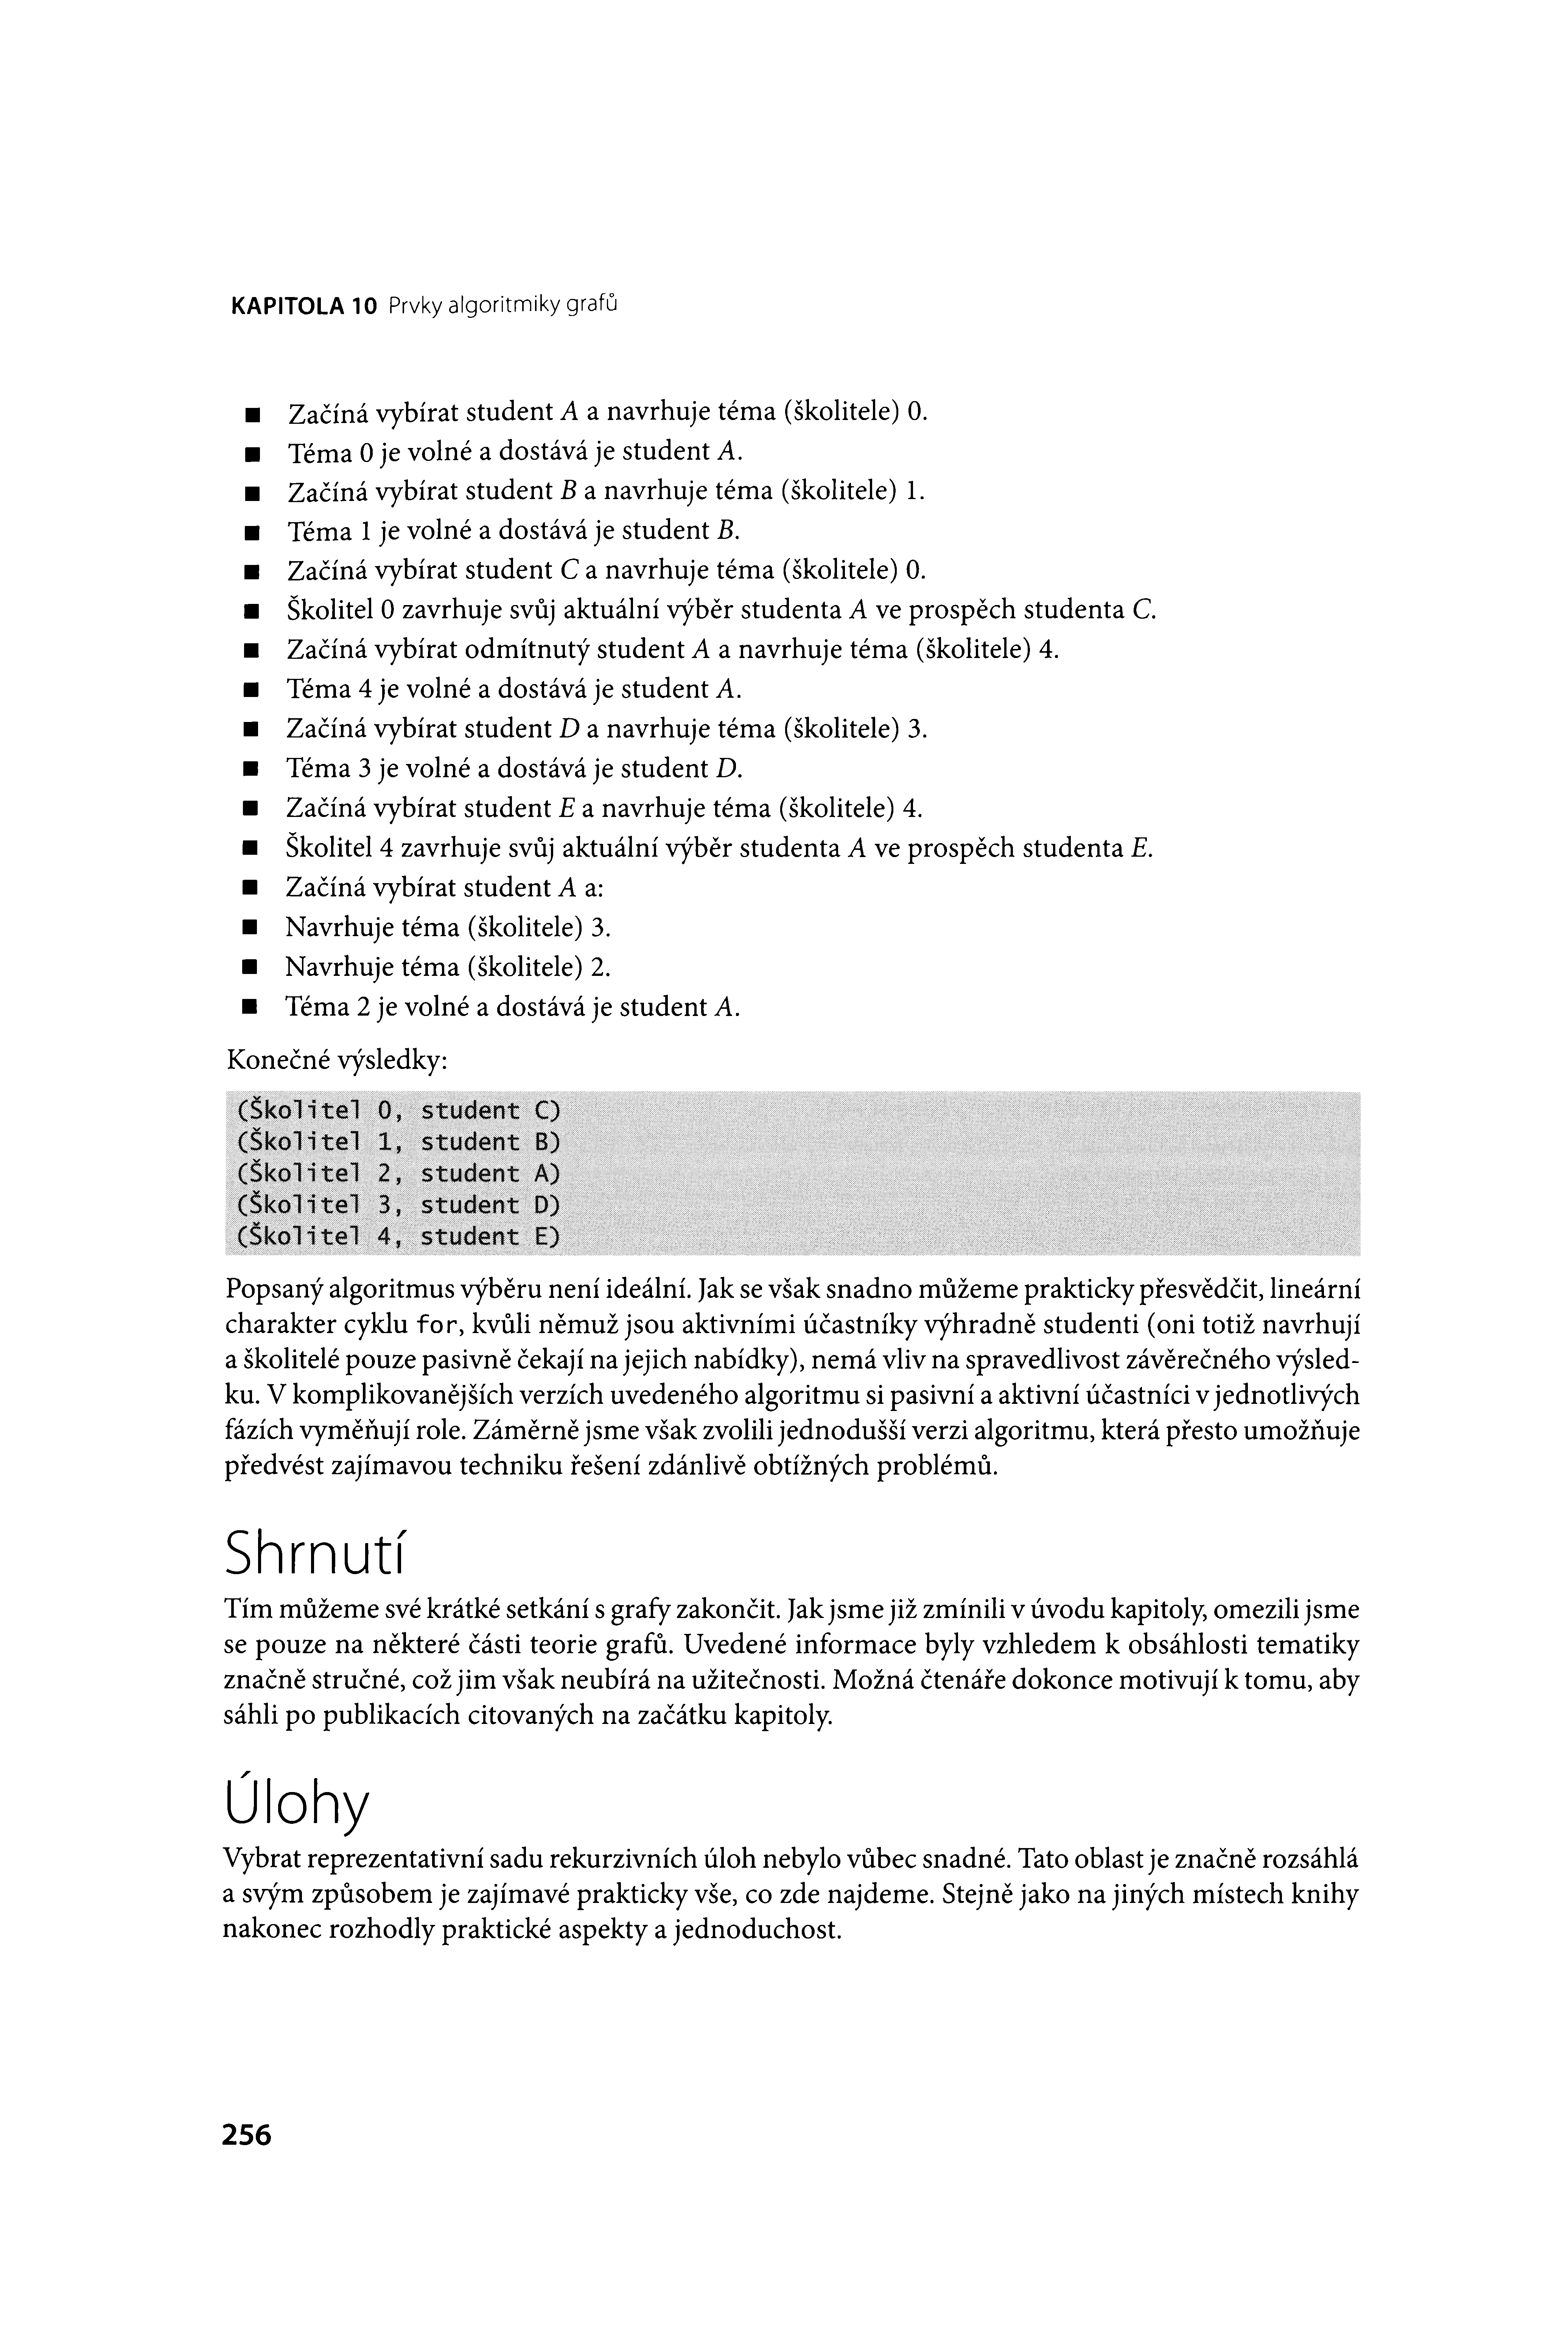 KAPITOLA 10 Prvky algoritmiky grafů
■ Začíná vybírat student A a navrhuje téma (školitele) 0.
■ Téma 0 je volné a dostává je student A.
■ Začíná vybírat student B a navrhuje téma (školitele) 1.
■ Téma 1 je volné a dostává je student B.
■ Začíná vybírat student C a navrhuje téma (školitele) 0.
■ Školitel 0 zavrhuje svůj aktuální výběr studenta A ve prospěch studenta C.
■ Začíná vybírat odmítnutý student A a navrhuje téma (školitele) 4.
■ Téma 4 je volné a dostává je student A.
■ Začíná vybírat student D a navrhuje téma (školitele) 3.
■ Téma 3 je volné a dostává je student D.
■ Začíná vybírat student E a navrhuje téma (školitele) 4.
■ Školitel 4 zavrhuje svůj aktuální výběr studenta A ve prospěch studenta E.
■ Začíná vybírat student A a:
■ Navrhuje téma (školitele) 3.
■ Navrhuje téma (školitele) 2.
■ Téma 2 je volné a dostává je student A.
Konečné výsledky:
(Školitel 0, student C)
(Školitel 1, student B)
(Školitel 2, student A)
(Školitel 3, student D)
(Školitel 4, student E)
Popsaný algoritmus výběru není ideální. Jak se však snadno můžeme prakticky přesvědčit, lineární
charakter cyklu for, kvůli němuž jsou aktivními účastníky výhradně studenti (oni totiž navrhují
a školitelé pouze pasivně čekají na jejich nabídky), nemá vliv na spravedlivost závěrečného výsled-
ku. V komplikovanějších verzích uvedeného algoritmu si pasivní a aktivní účastníci v jednotlivých
fázích vyměňují role. Záměrně jsme však zvolili jednodušší verzi algoritmu, která přesto umožňuje
předvést zajímavou techniku řešení zdánlivě obtížných problémů.
Shrnutí
Tím můžeme své krátké setkání s grafy zakončit. Jak jsme již zmínili v úvodu kapitoly, omezili jsme
se pouze na některé části teorie grafů. Uvedené informace byly vzhledem k obsáhlosti tematiky
značně stručné, což jim však neubírá na užitečnosti. Možná čtenáře dokonce motivují k tomu, aby
sáhli po publikacích citovaných na začátku kapitoly.
Úlohy
Vybrat reprezentativní sadu rekurzivních úloh nebylo vůbec snadné. Tato oblast je značně rozsáhlá
a svým způsobem je zajímavé prakticky vše, co zde najdeme. Stejně jako na jiných místech knihy
nakonec rozhodly praktické aspekty a jednoduchost.
256